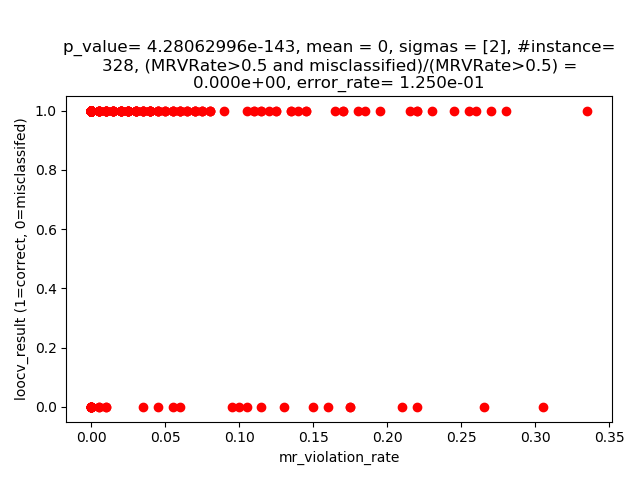 p_value= 4.28062996e-143, mean = 0, sigmas = [2], #instance=
328, (MRVRate>0.5 and misclassified)/(MRVRate>0.5) =
0.000e+00, error_rate= 1.250e-01
1.0
0.8
0.6
0.4
0.2
0.0
loocv_result (1=correct, 0=misclassifed)
0.00 0.05 0.10 0.15 0.20 0.25 0.30 0.35
mr_violation_rate